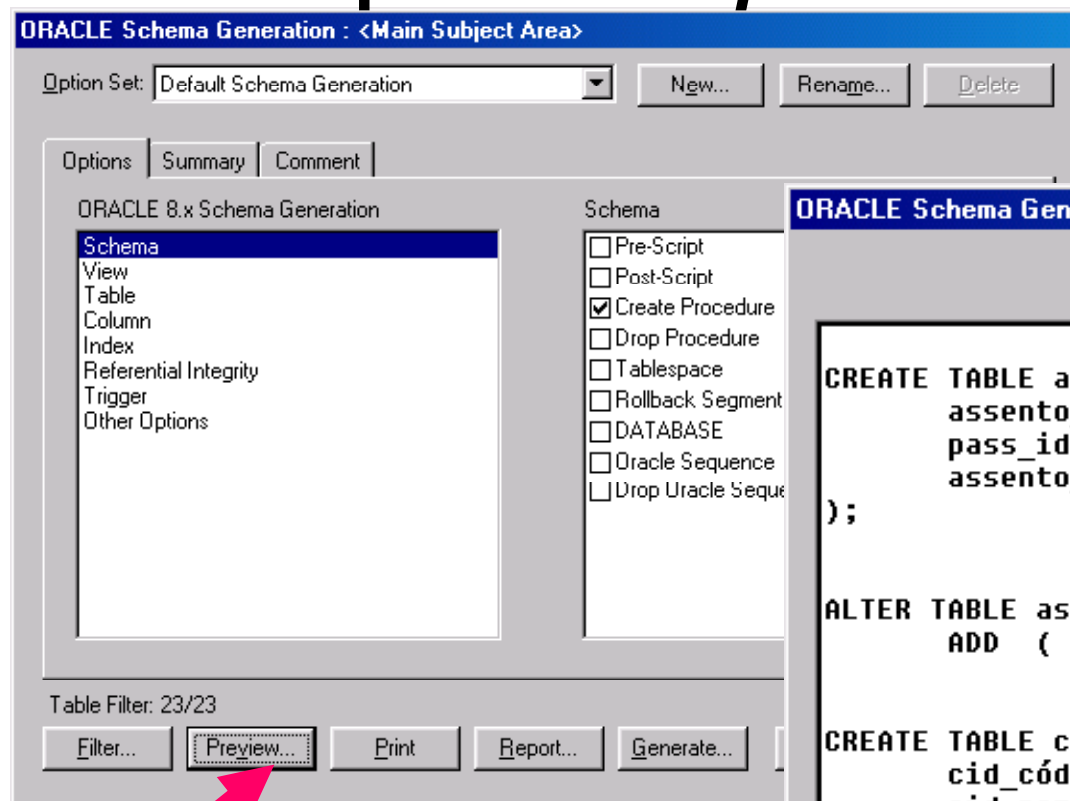 ORACLE Schema Generation : <Main Subject Area>
Option Set: Default Schema Generation New... Rename... Delete
Options Summary Comment
ORACLE 8.x Schema Generation
Schema
View
Table
Column
Index
Referential Integrity
Trigger
Other Options
Schema
Pre-Script
Post-Script
Create Procedure
Drop Procedure
Tablespace
Rollback Segment
DATABASE
Oracle Sequence
Drop Oracle Seque
Table Filter: 23/23
Filter... Preview... Print Report... Generate...
ORACLE Schema Gen
CREATE TABLE a
assento
pass_id
assento
);
ALTER TABLE as
ADD (
CREATE TABLE c
cid_cód